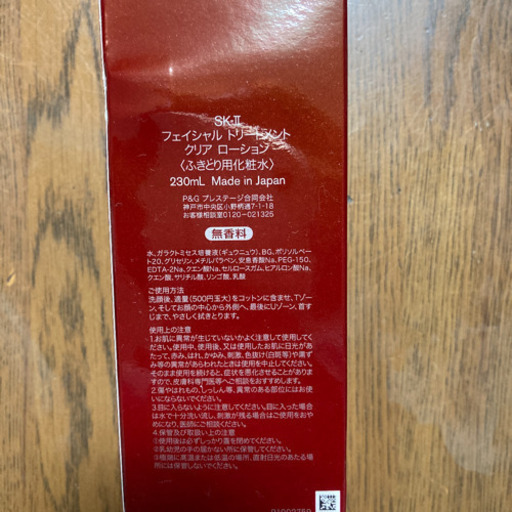 SK-II
フェイシャル トリートメント
クリア ローション
〈ふきとり用化粧水〉
230mL Made in Japan
P&G プレステージ合同会社
神戸市中央区小野柄通7-1-18
お客様相談室0120-021325
無香料
水、ガラクトミセス培養液(ギュウニュウ)、BG、ポリソルベー
ト20、グリセリン、メチルパラベン、安息香酸Na、PEG-150、
EDTA-2Na、クエン酸Na、セルロースガム、ヒアルロン酸Na、
クエン酸、サリチル酸、リンゴ酸、乳酸
ご使用方法
洗顔後、適量(500円玉大)をコットンに含ませ、Tゾー
ン、そしてお顔の中心から外側へ、最後にUゾーン、首す
じまで、やさしく拭きとります。
使用上の注意
1.お肌に異常が生じていないかよく注意して使用してく
ださい。使用中、使用後、又は使用したお肌に日光があ
たって、赤み、はれ、かゆみ、刺激、色抜け(白斑等)や黒ず
み等の異常があらわれたときは使用を中止してください。
そのまま使用を続けると、症状を悪化させることがありま
すので、皮膚科専門医等へご相談ください。
2.傷やはれもの、しっしん等、異常のある部位にはお使
いにならないでください。
3.目に入らないように注意してください。目に入った場合
は水で十分洗い流し、刺激が残る場合はご使用をおや
めになり、医師にご相談ください。
4.保管及び取扱い上の注意
①使用後は必ずしっかり蓋を閉めてください。
②乳幼児の手の届かない所に保管してください。
③極端に高温または低温の場所、直射日光のあたる場
所には保管しないでください。